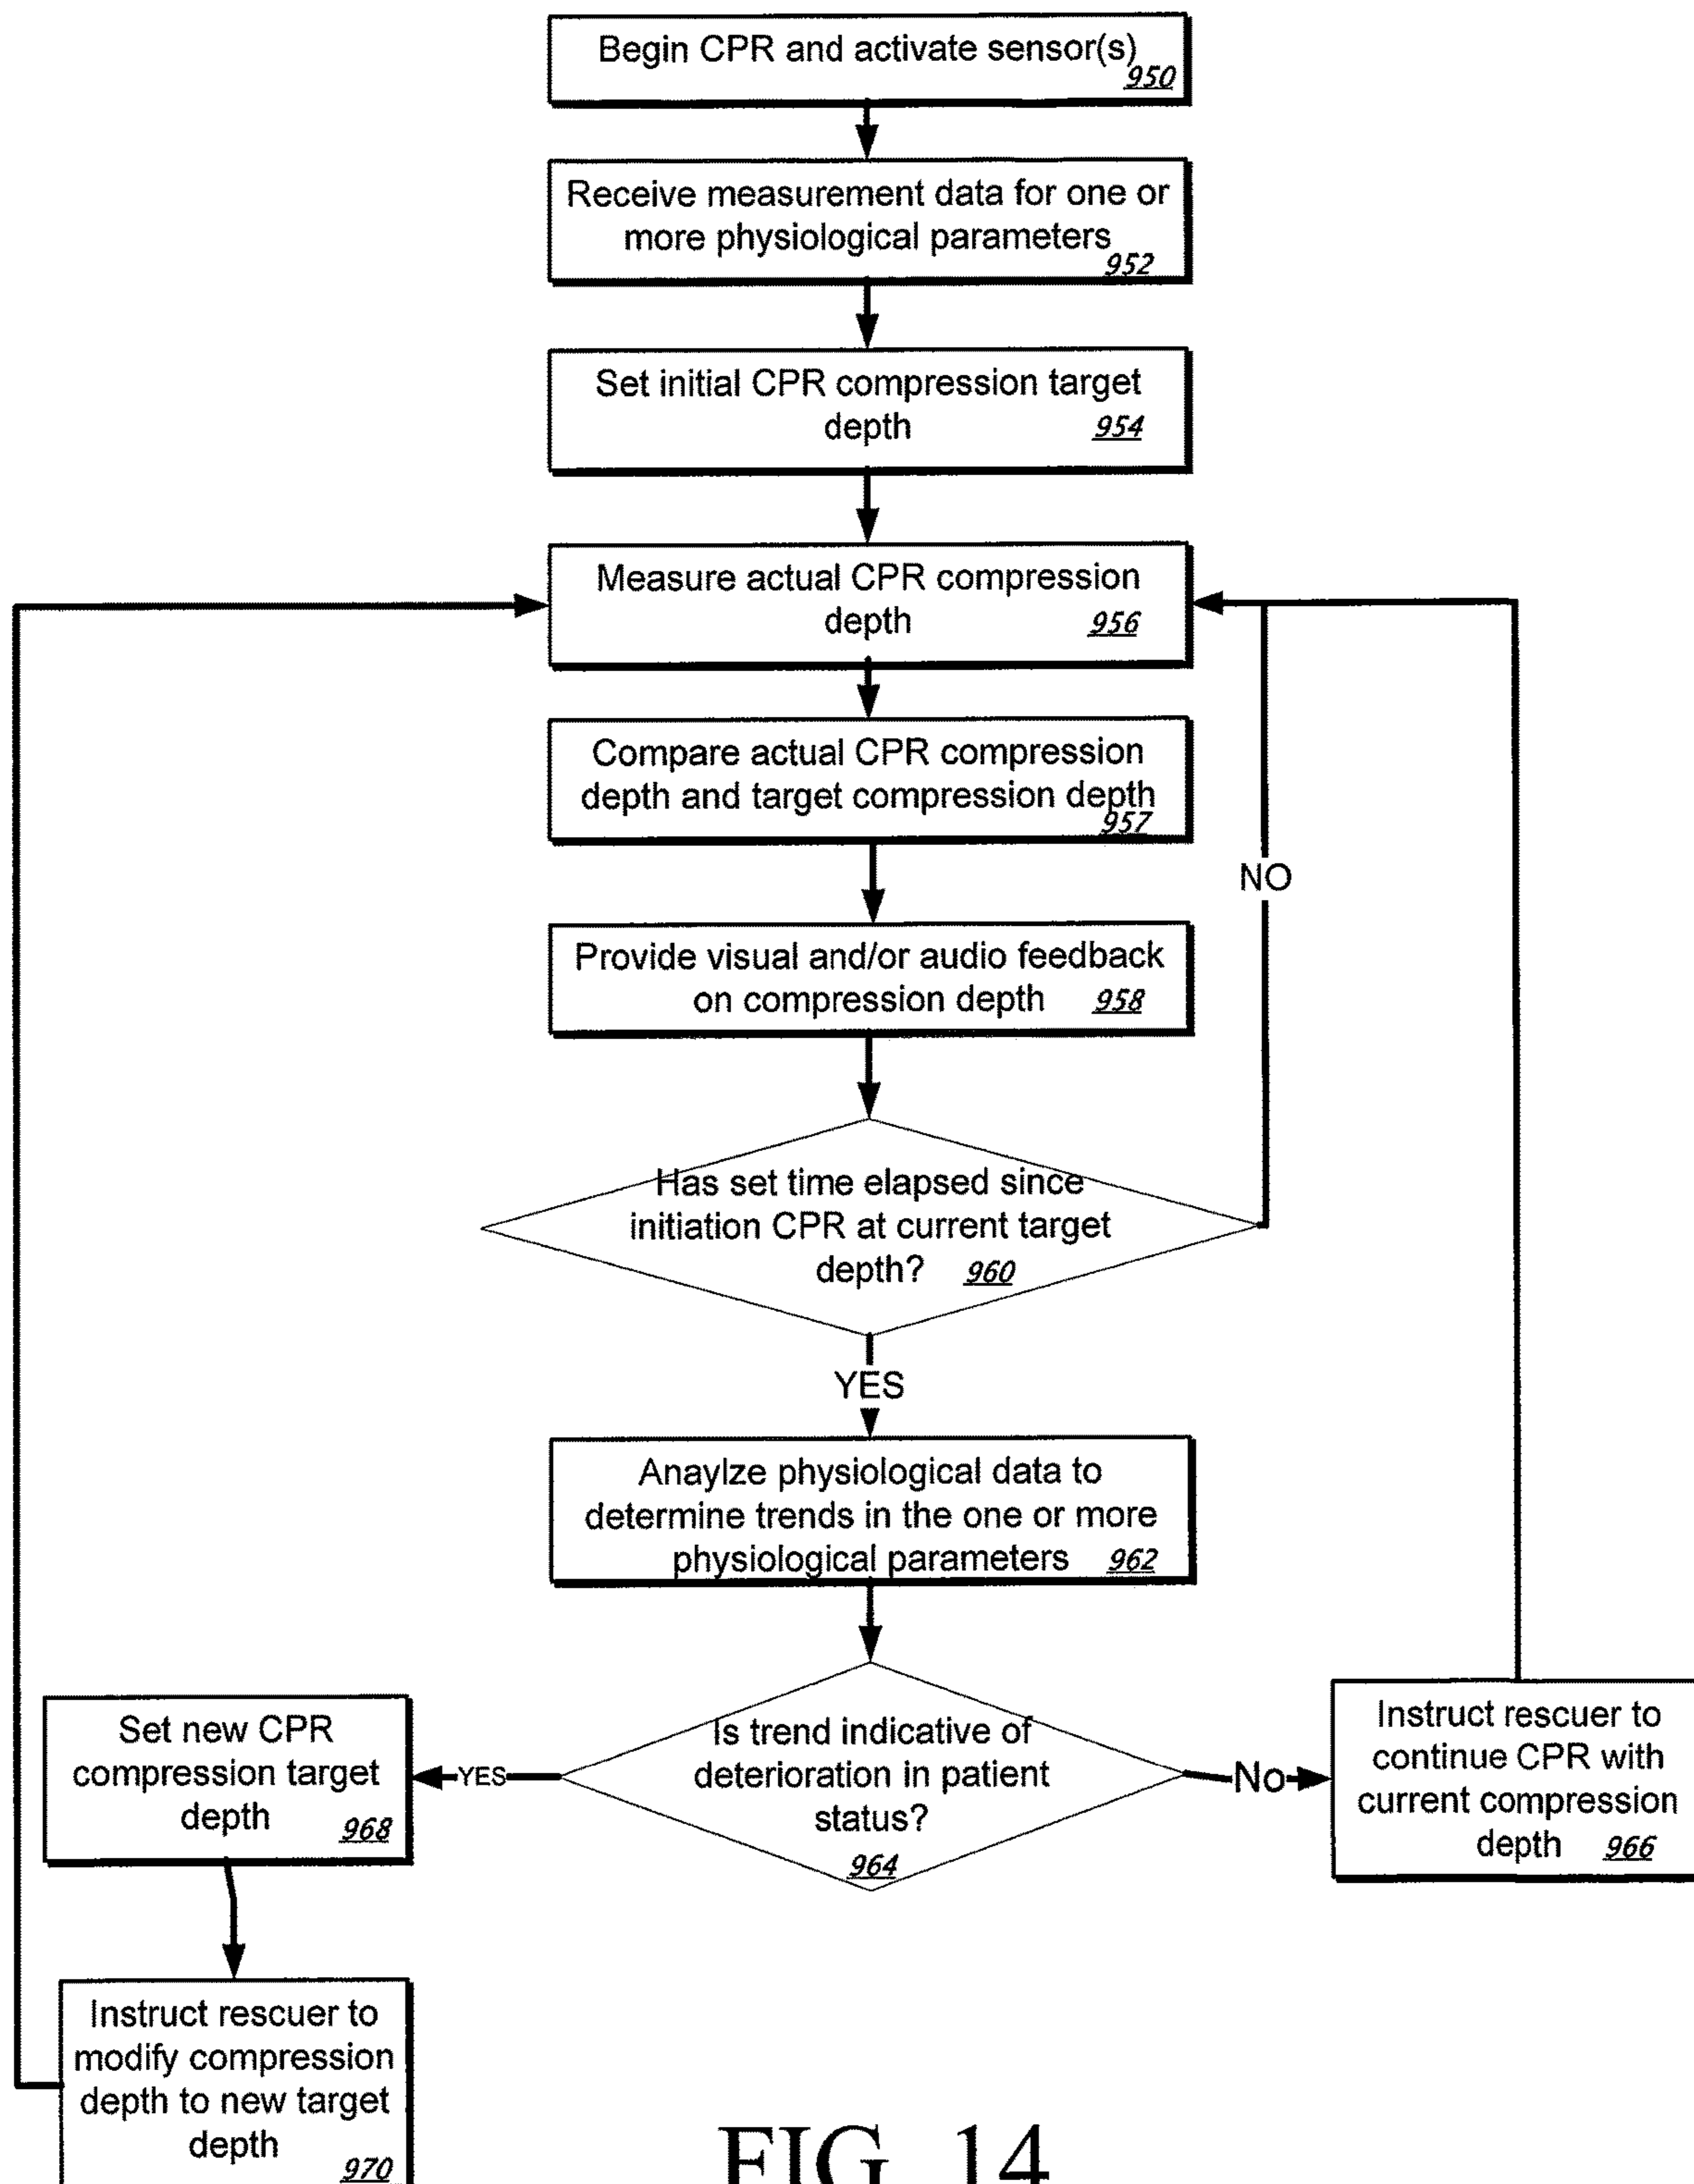 Begin CPR and activate sensor(s)
950
Receive measurement data for one or
more physiological parameters
952
Set initial CPR compression target
depth 954
Measure actual CPR compression
depth 956
Compare actual CPR compression
depth and target compression depth
957
NO
Provide visual and/or audio feedback
on compression depth 958
Has set time elapsed since
initiation CPR at current target
depth? 960
YES
Anaylze physiological data to
determine trends in the one or more
physiological parameters 962
Is trend indicative of
deterioration in patient
status?
964
YES
Set new CPR
compression target
depth 968
No
Instruct rescuer to
continue CPR with
current compression
depth 966
Instruct rescuer to
modify compression
depth to new target
depth
970
FIG. 14